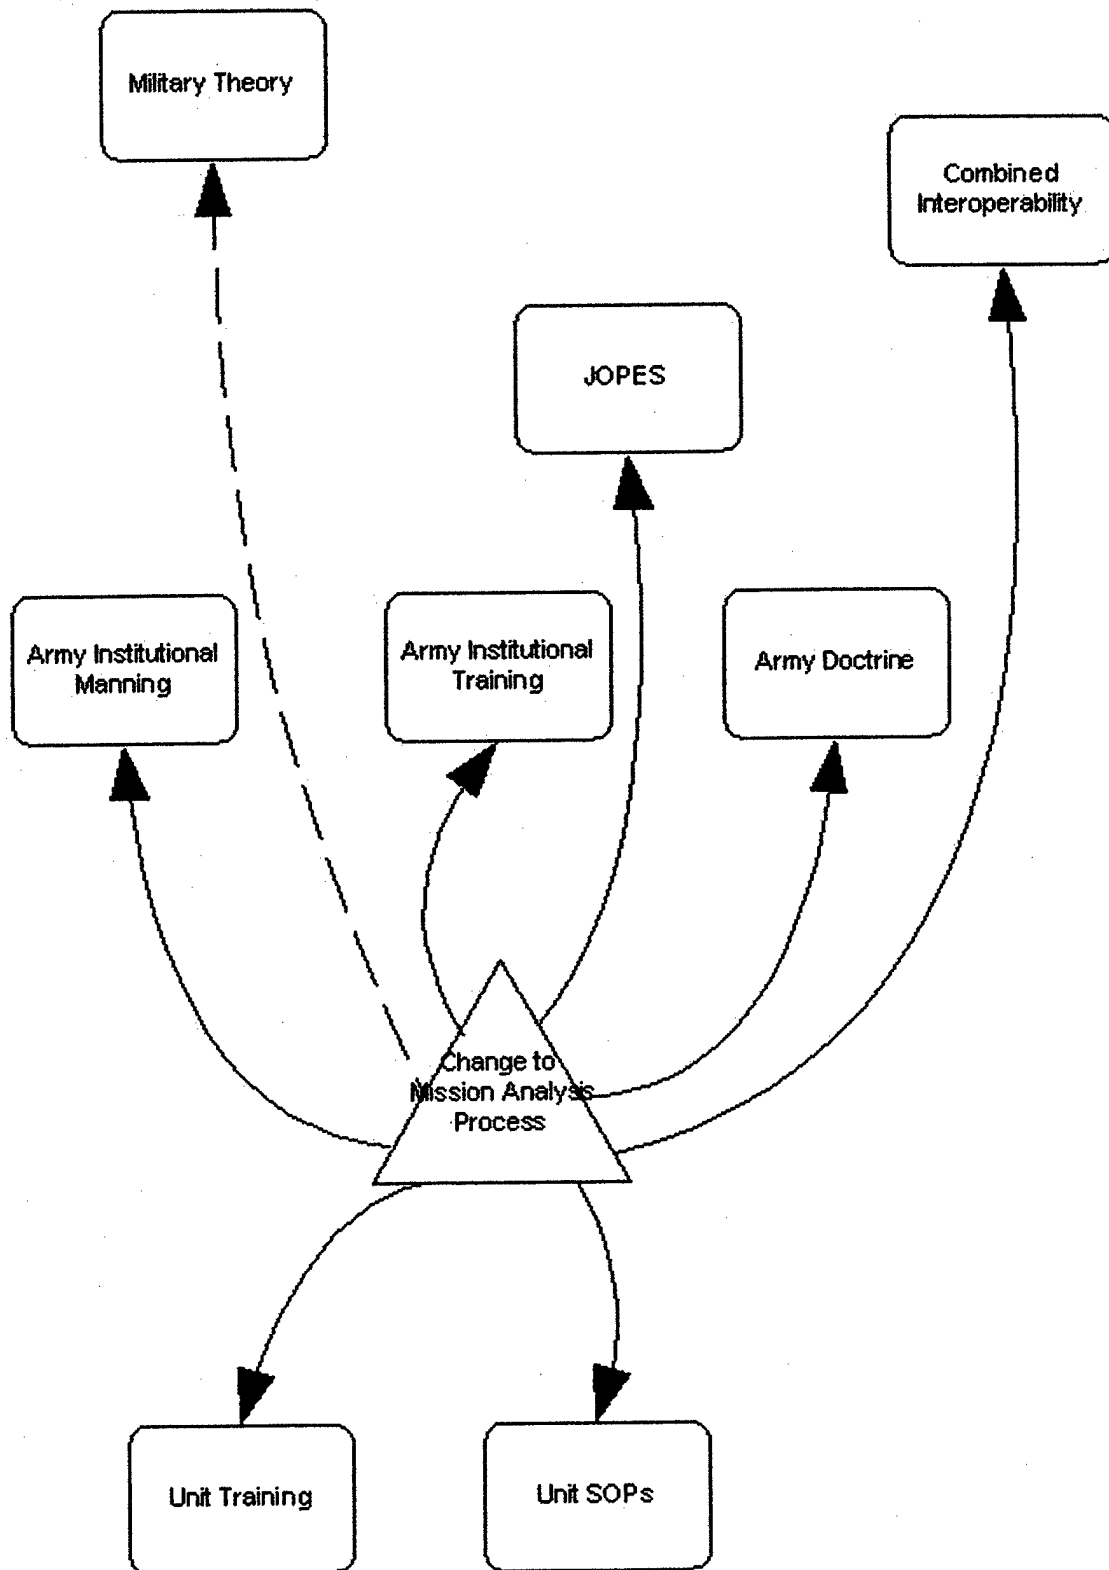 Military Theory
Combined
Interoperability
JOPES
Army Institutional
Manning
Army Institutional
Training
Army Doctrine
Change to
Mission Analysis
Process
Unit Training
Unit SOPs